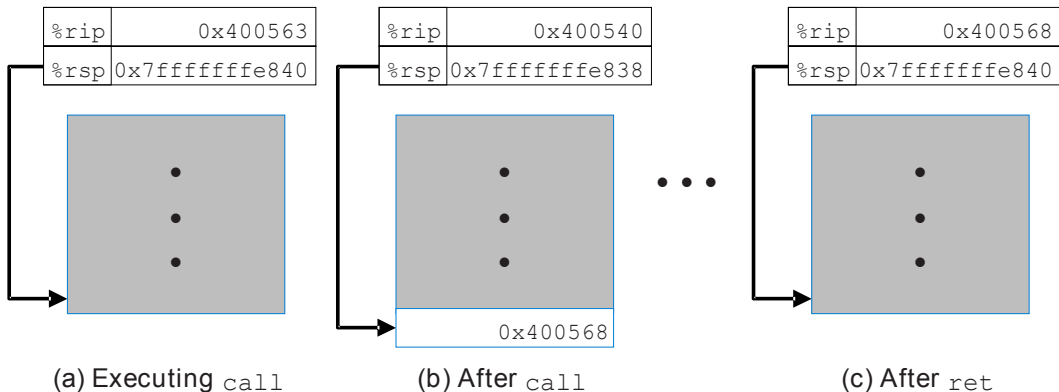 %rip 0x400563
%rsp 0x7fffffffe840
(a) Executing call
%rip 0x400540
%rsp 0x7fffffffe838
0x400568
(b) After call
%rip 0x400568
%rsp 0x7fffffffe840
(c) After ret